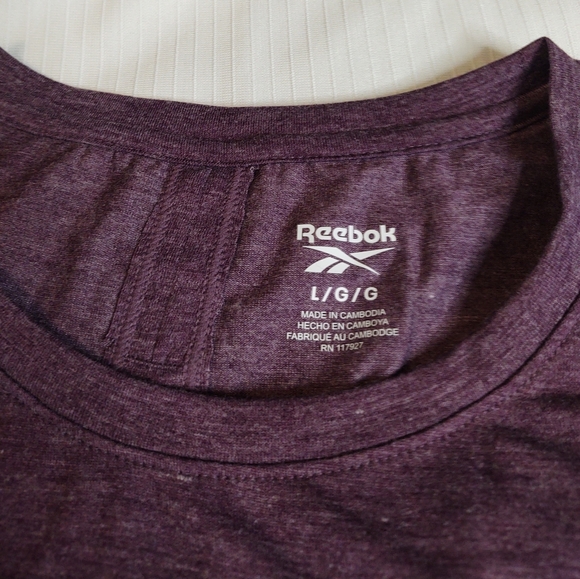 Reebok
L/G/G
MADE IN CAMBODIA
HECHO EN CAMBOYA
FABRIQUÉ AU CAMBODGE
RN 117927